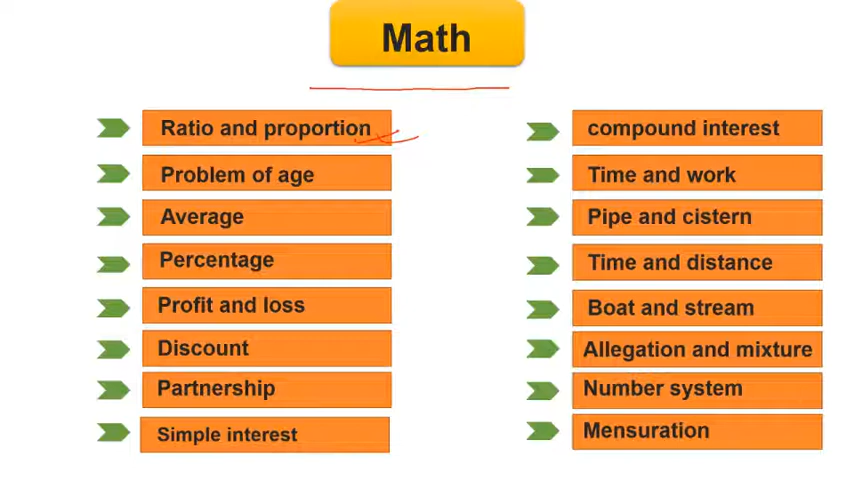 Math
Ratio and proportion
Problem of age
Average
Percentage
Profit and loss
Discount
Partnership
Simple interest
compound interest
Time and work
Pipe and cistern
Time and distance
Boat and stream
Allegation and mixture
Number system
Mensuration